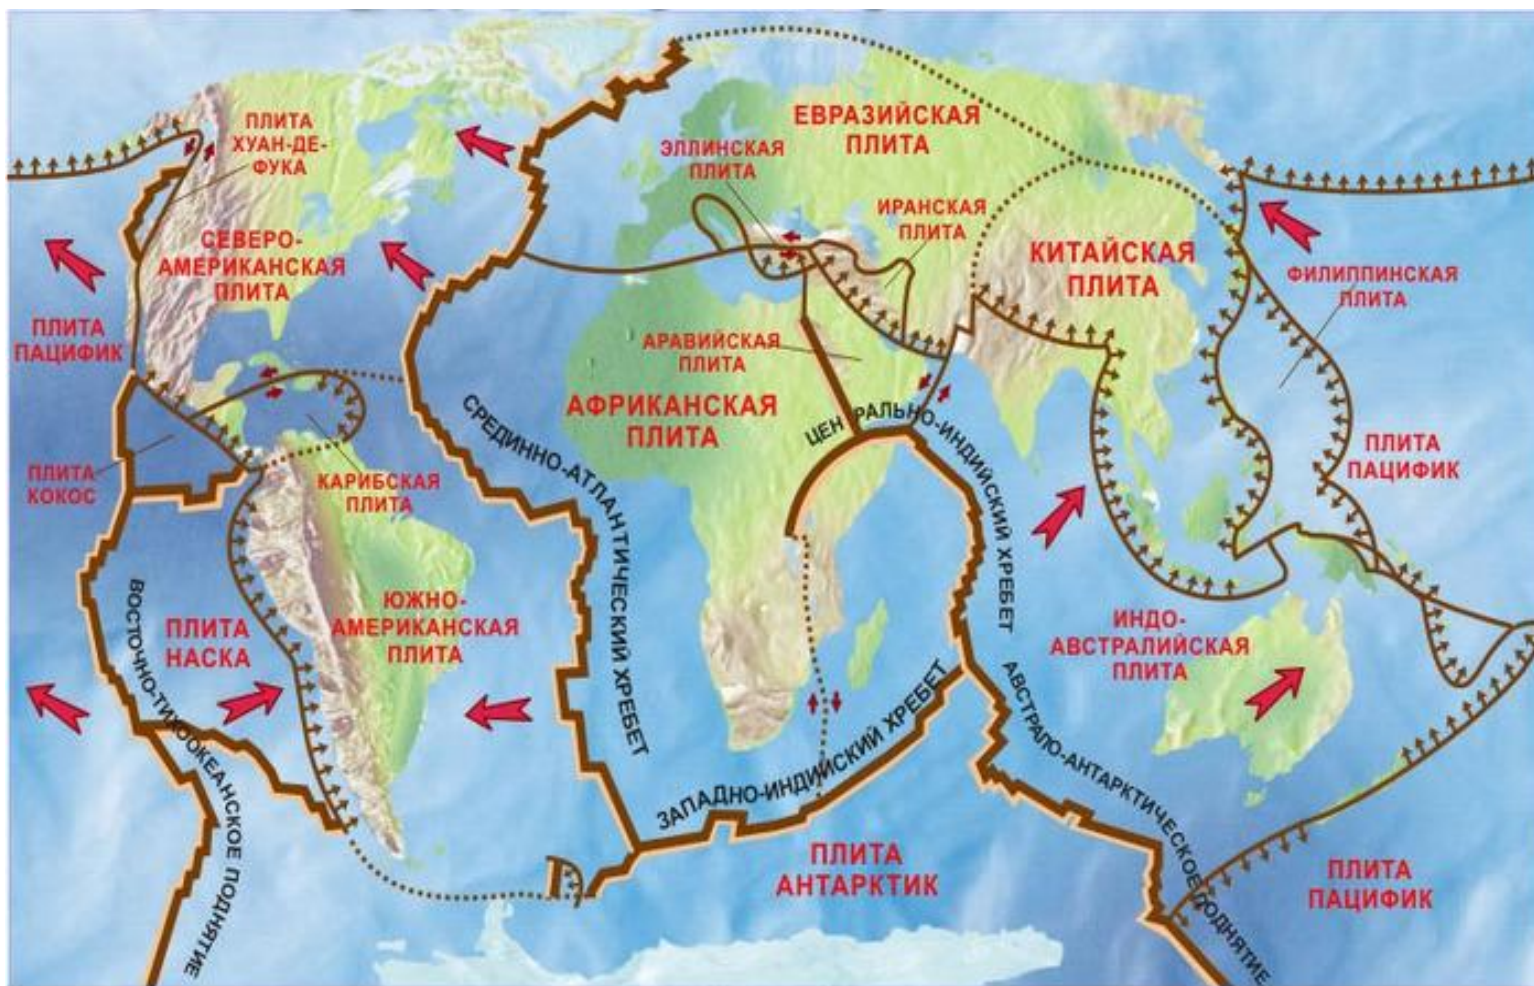 ПЛИТА
ХУАН-ДЕ-
ФУКА
ЕВРАЗИЙСКАЯ
ПЛИТА
ЭЛЛИНСКАЯ
ПЛИТА
ИРАНСКАЯ
ПЛИТА
СЕВЕРО-
АМЕРИКАНСКАЯ
ПЛИТА
КИТАЙСКАЯ
ПЛИТА
ФИЛИППИНСКАЯ
ПЛИТА
ПЛИТА
ПАЦИФИК
АРАВИЙСКАЯ
ПЛИТА
АФРИКАНСКАЯ
ПЛИТА
СРЕДИННО-АТЛАНТИЧЕСКИЙ ХРЕБЕТ
ЦЕН РАЛЬНО-ИНДИЙСКИЙ ХРЕБЕТ
ПЛИТА
КОКОС
КАРИБСКАЯ
ПЛИТА
ПЛИТА
ПАЦИФИК
ВОСТОЧНО-ТИХООКЕАНСКОЕ ПОДНЯТИЕ
ПЛИТА
НАСКА
ЮЖНО-
АМЕРИКАНСКАЯ
ПЛИТА
ИНДО-
АВСТРАЛИЙСКАЯ
ПЛИТА
ЗАПАДНО-ИНДИЙСКИЙ ХРЕБЕТ
АВСТРАЛО-АНТАРКТИЧЕСКОЕ ПОДНЯТИЕ
ПЛИТА
АНТАРКТИК
ПЛИТА
ПАЦИФИК